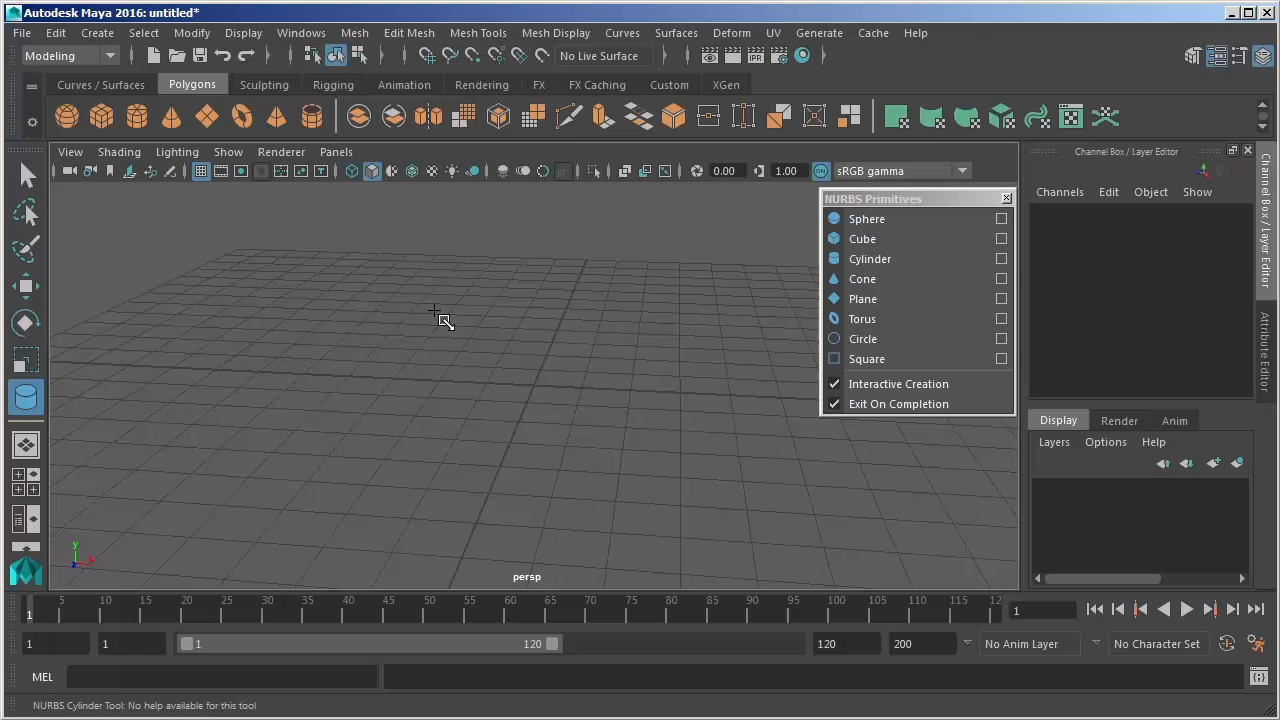 Autodesk Maya 2016: untitled*
File Edit Create Select Modify Display Windows Mesh Edit Mesh Mesh Tools Mesh Display Curves Surfaces Deform UV Generate Cache Help
Modeling No Live Surface IPR
Curves / Surfaces Polygons Sculpting Rigging Animation Rendering FX FX Caching Custom XGen
View Shading Lighting Show Renderer Panels
0.00 1.00 ON sRGB gamma
Channel Box / Layer Editor
Channels Edit Object Show
NURBS Primitives
Sphere
Cube
Cylinder
Cone
Plane
Torus
Circle
Square
Interactive Creation
Exit On Completion
Channel Box / Layer Editor
Attribute Editor
Display Render Anim
Layers Options Help
y
x
z
persp
1 5 10 15 20 25 30 35 40 45 50 55 60 65 70 75 80 85 90 95 100 105 110 115 12 1
1 1 1 120 120 200 No Anim Layer No Character Set
MEL
NURBS Cylinder Tool: No help available for this tool